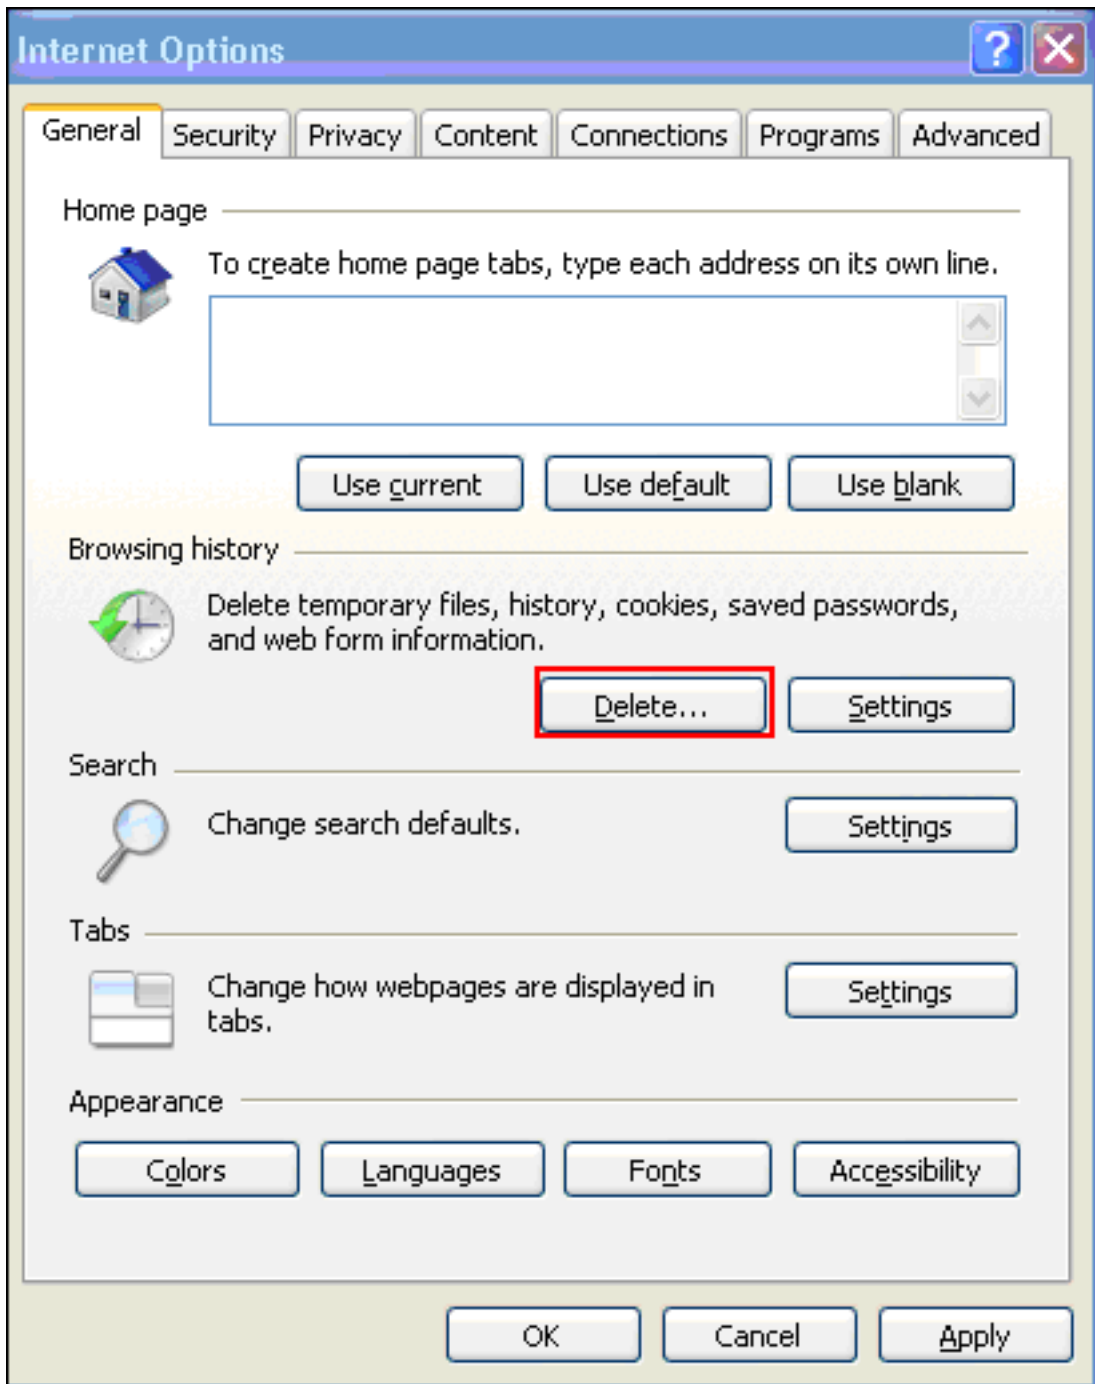 Internet Options
?
General Security Privacy Content Connections Programs Advanced
Home page
To create home page tabs, type each address on its own line.
Use current Use default Use blank
Browsing history
Delete temporary files, history, cookies, saved passwords,
and web form information.
Delete... Settings
Search
Change search defaults.
Settings
Tabs
Change how webpages are displayed in
tabs.
Settings
Appearance
Colors Languages Fonts Accessibility
OK Cancel Apply